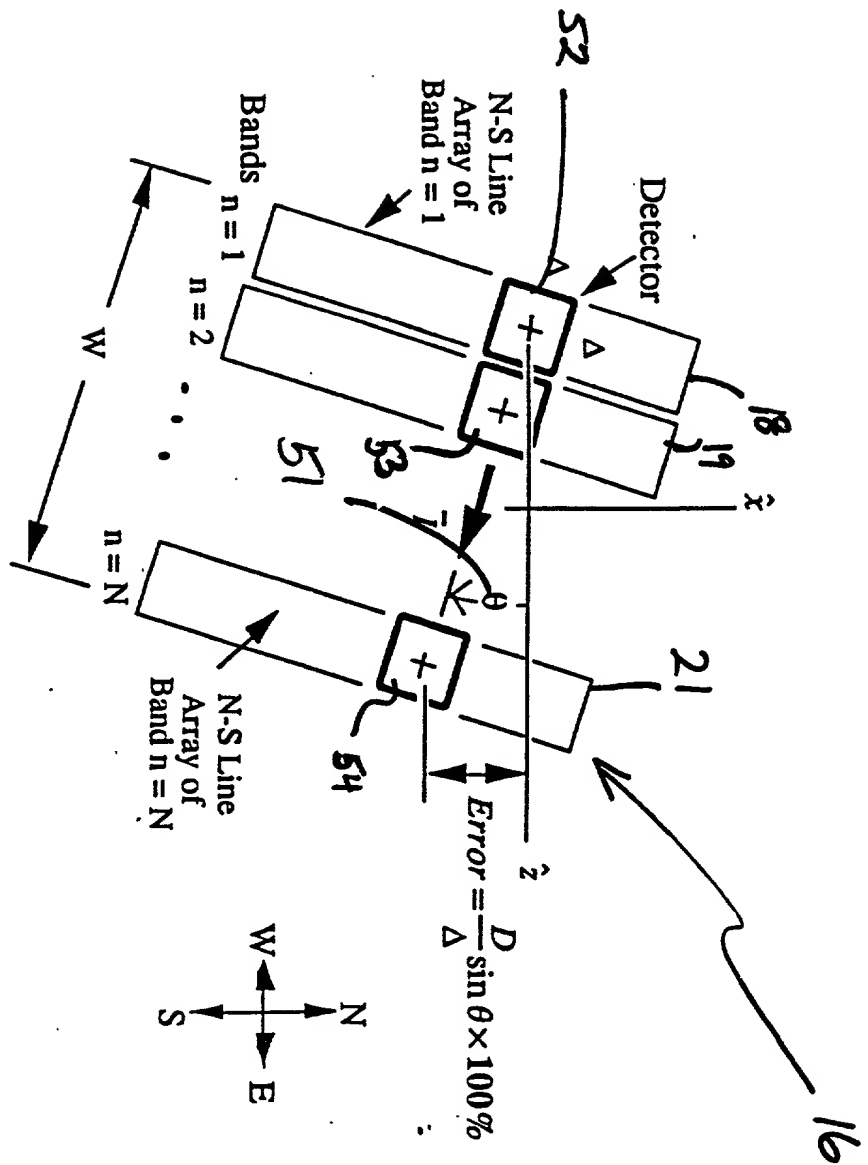 52
N-S Line
Array of
Band n = 1
Detector
Δ
Δ
18
19
Bands
n = 1
n = 2
. . .
n = N
W
53
51
θ
x̂
ẑ
21
54
N-S Line
Array of
Band n = N
Error = D/Δ sin θ × 100%
N
W
E
S
16